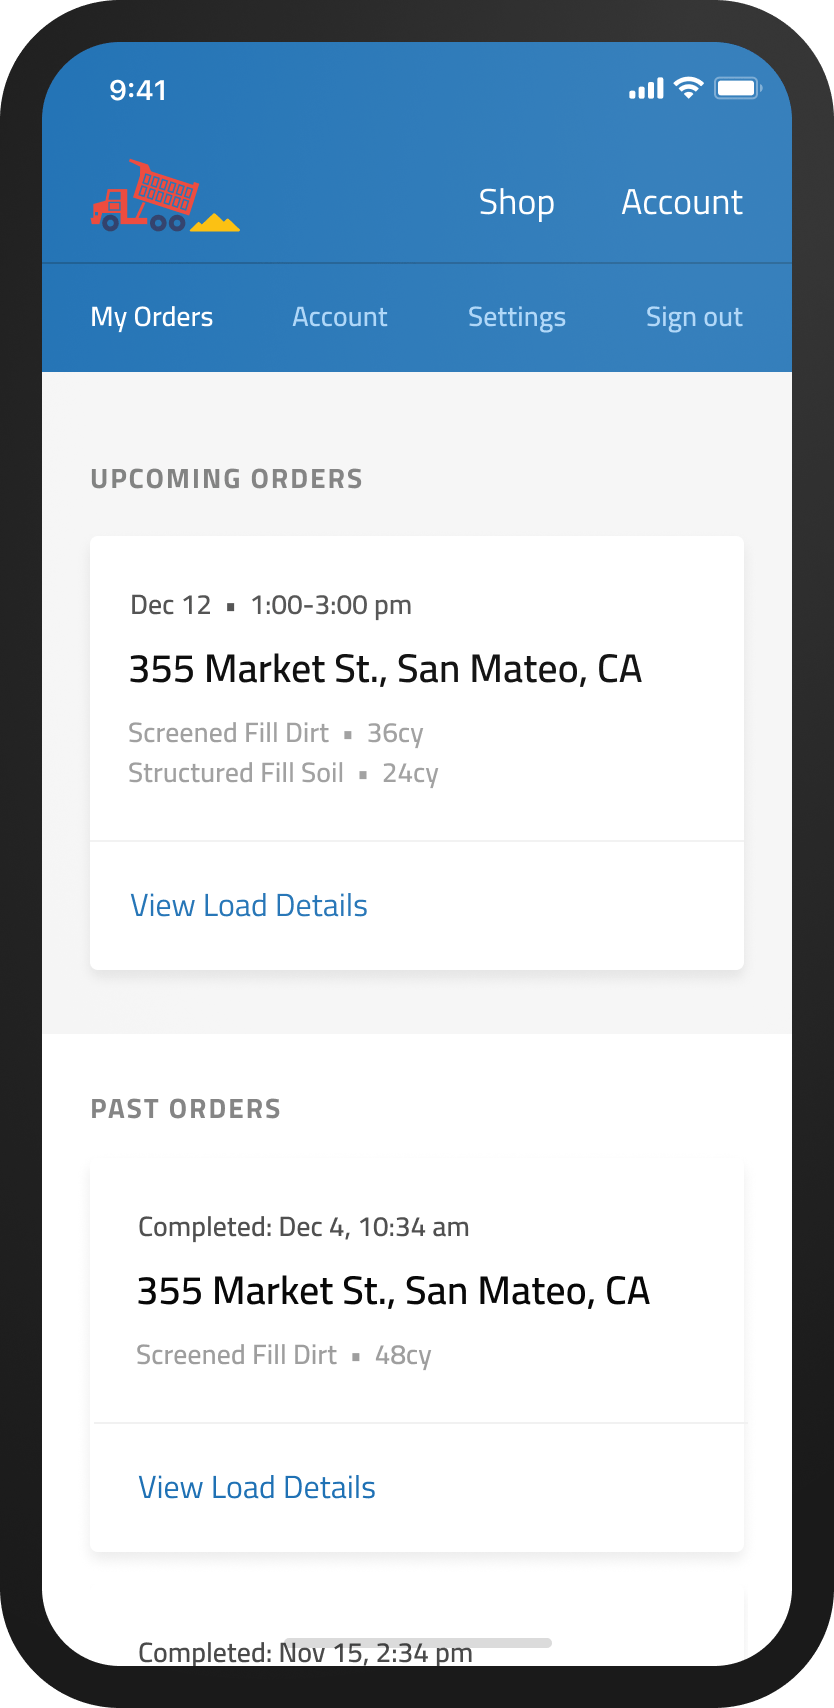 9:41
Shop Account
My Orders Account Settings Sign out
UPCOMING ORDERS
Dec 12 ▪ 1:00-3:00 pm
355 Market St., San Mateo, CA
Screened Fill Dirt ▪ 36cy
Structured Fill Soil ▪ 24cy
View Load Details
PAST ORDERS
Completed: Dec 4, 10:34 am
355 Market St., San Mateo, CA
Screened Fill Dirt ▪ 48cy
View Load Details
Completed: Nov 15, 2:34 pm